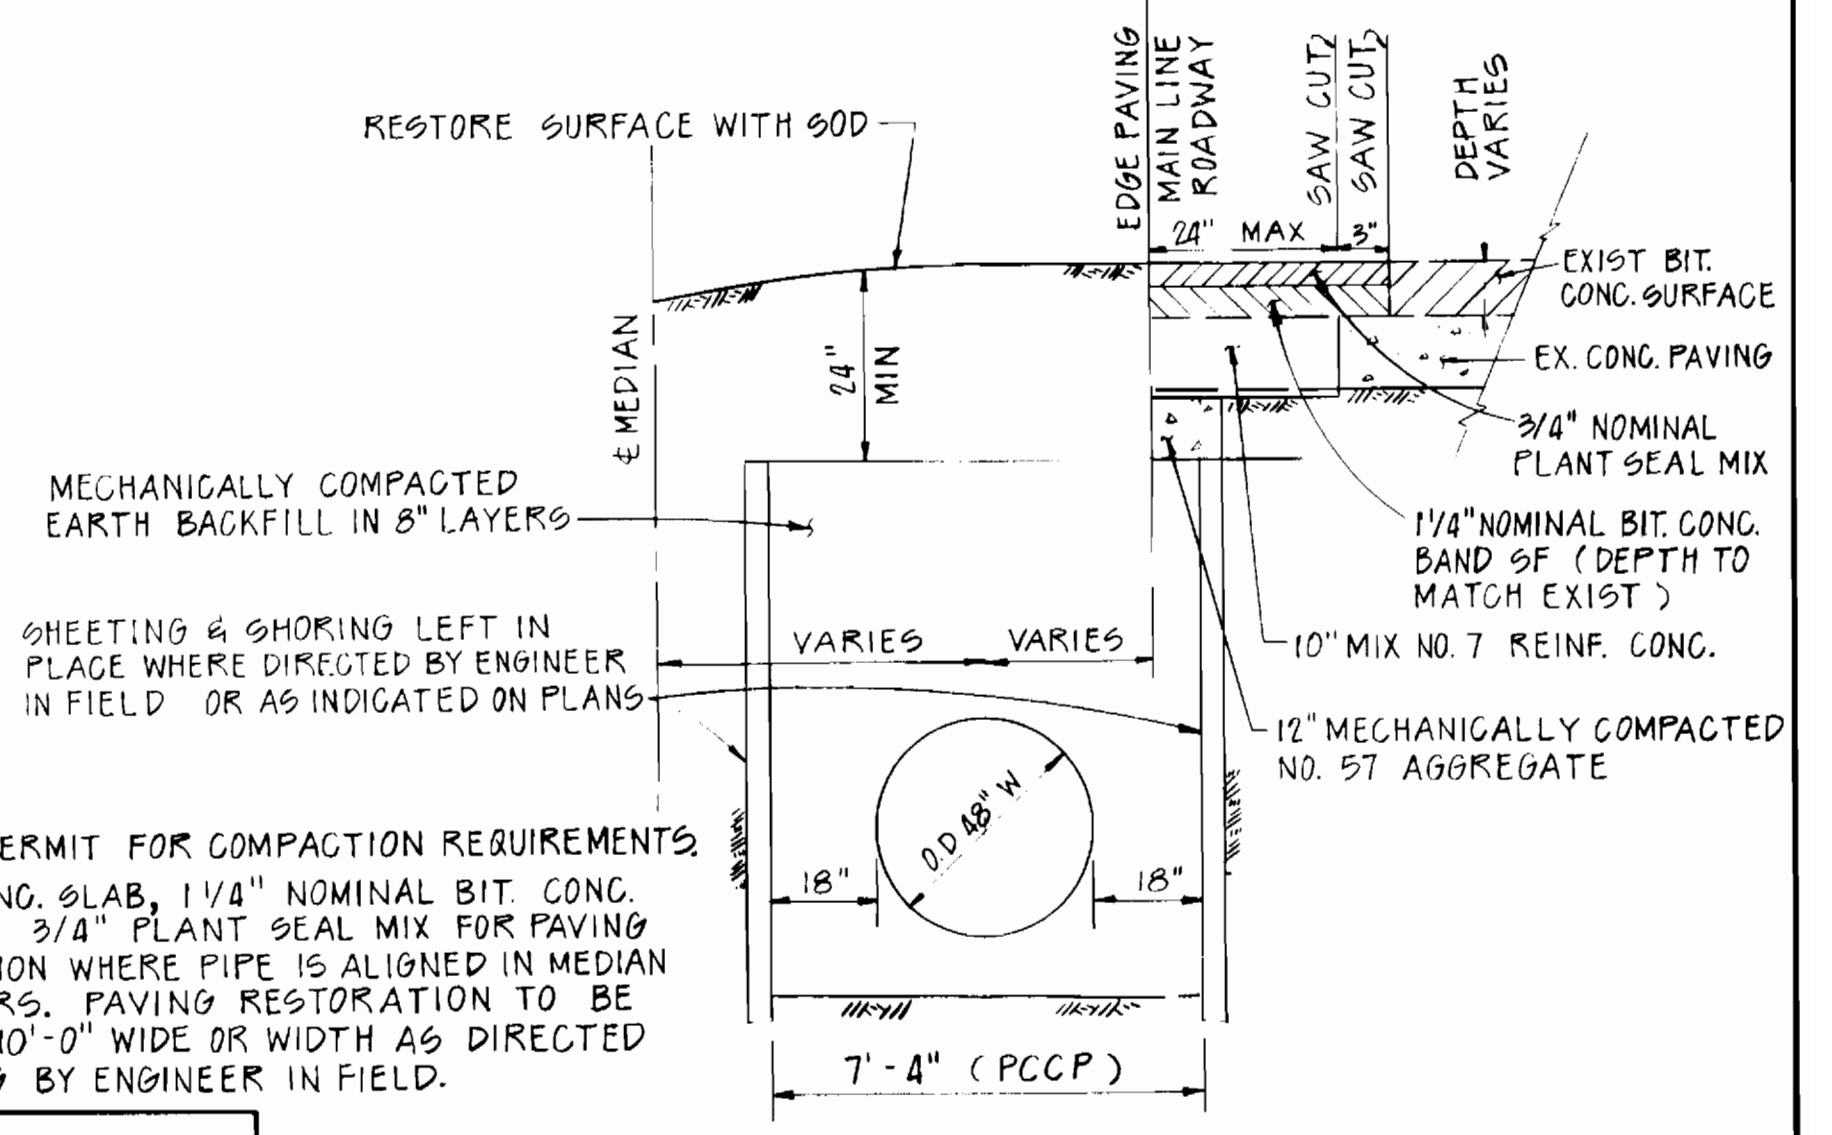 EDGE PAVING
MAIN LINE
ROADWAY
SAW CUT
SAW CUT
DEPTH
VARIES
RESTORE SURFACE WITH SOD
24" MAX
3"
EXIST BIT.
CONC. SURFACE
EX. CONC. PAVING
℄ MEDIAN
24"
MIN
3/4" NOMINAL
PLANT SEAL MIX
MECHANICALLY COMPACTED
EARTH BACKFILL IN 8" LAYERS
1 1/4" NOMINAL BIT. CONC.
BAND SF (DEPTH TO
MATCH EXIST)
SHEETING & SHORING LEFT IN
PLACE WHERE DIRECTED BY ENGINEER
IN FIELD OR AS INDICATED ON PLANS
VARIES
VARIES
10" MIX NO. 7 REINF. CONC.
12" MECHANICALLY COMPACTED
NO. 57 AGGREGATE
O.D 48" W
18"
18"
ERMIT FOR COMPACTION REQUIREMENTS.
NC. SLAB, 1 1/4" NOMINAL BIT. CONC.
3/4" PLANT SEAL MIX FOR PAVING
ION WHERE PIPE IS ALIGNED IN MEDIAN
RS. PAVING RESTORATION TO BE
10'-0" WIDE OR WIDTH AS DIRECTED
BY ENGINEER IN FIELD.
7'-4" (PCCP)